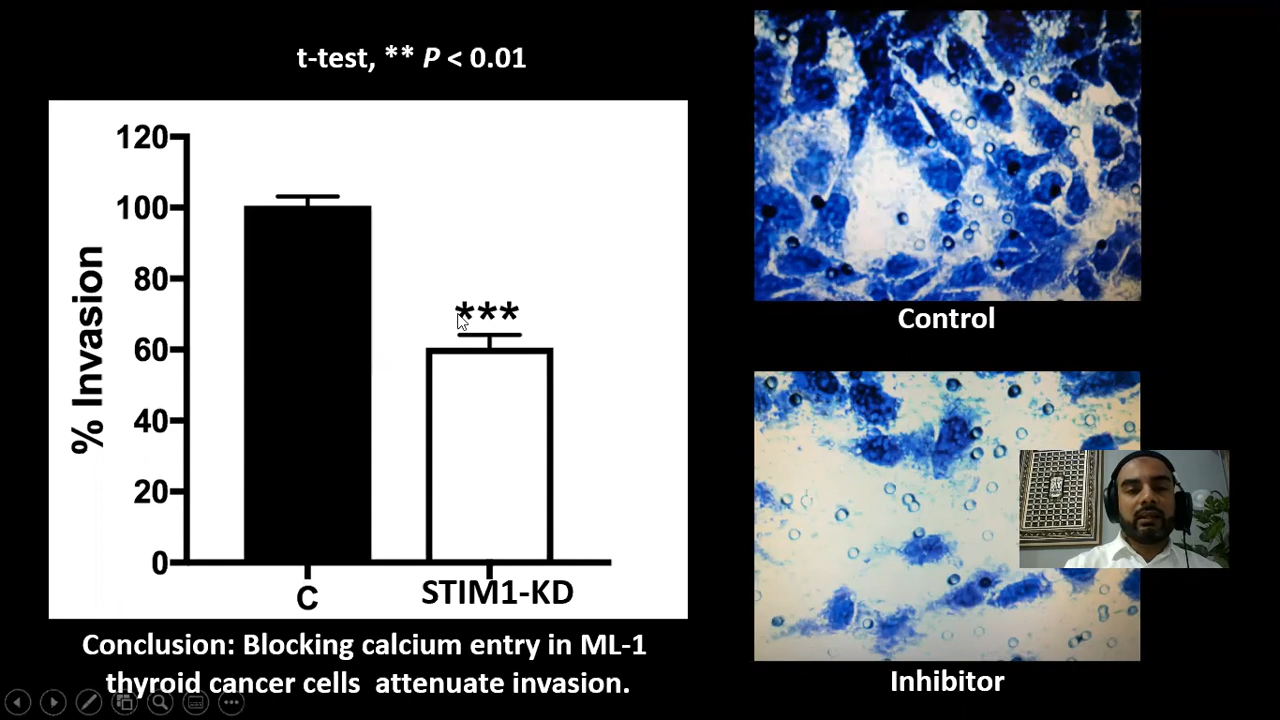 t-test, ** P < 0.01
120
100
80
60
40
20
0
% Invasion
***
C
STIM1-KD
Conclusion: Blocking calcium entry in ML-1
thyroid cancer cells attenuate invasion.
Control
Inhibitor